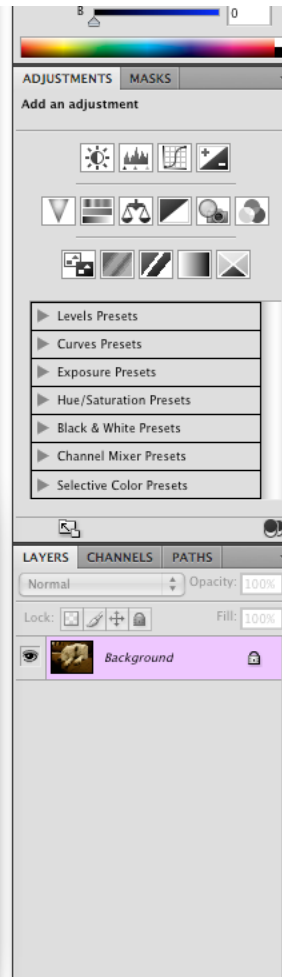 B 0
ADJUSTMENTS MASKS
Add an adjustment
Levels Presets
Curves Presets
Exposure Presets
Hue/Saturation Presets
Black & White Presets
Channel Mixer Presets
Selective Color Presets
LAYERS CHANNELS PATHS
Normal Opacity: 100%
Lock: Fill: 100%
Background